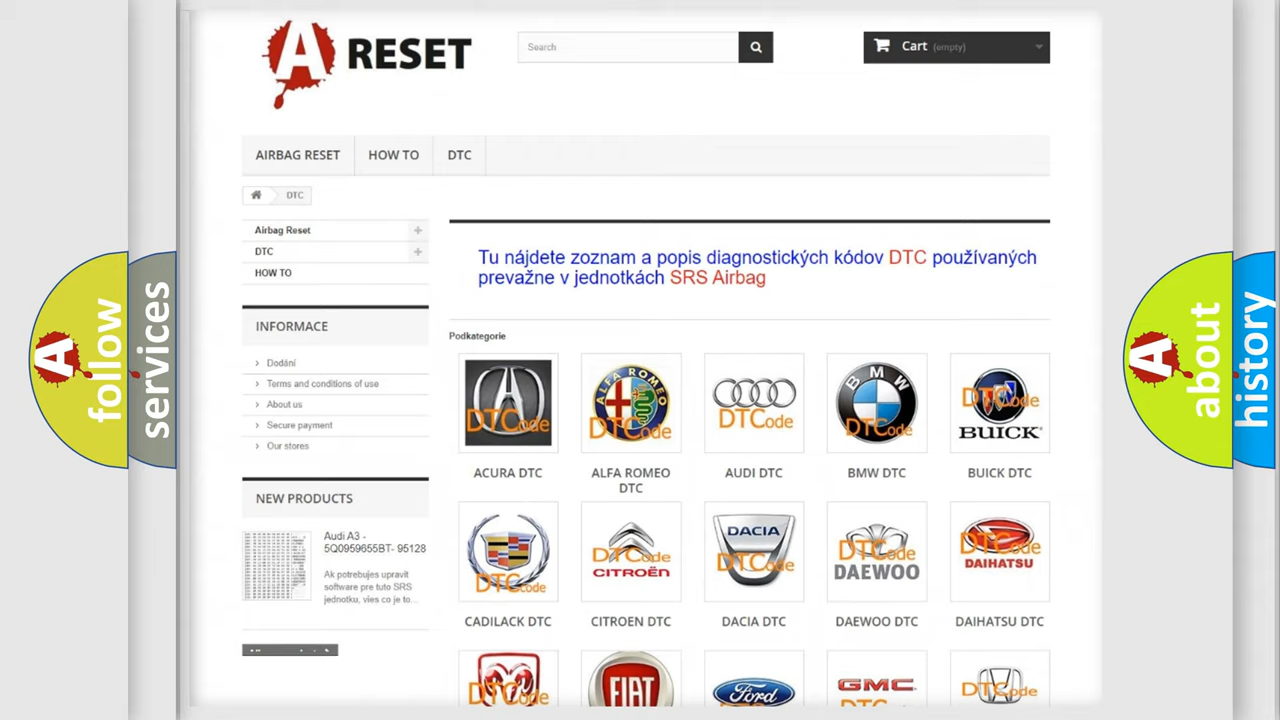 A RESET
Search
Cart (empty)
AIRBAG RESET
HOW TO
DTC
DTC
Airbag Reset
DTC
HOW TO
Tu nájdete zoznam a popis diagnostických kódov DTC používaných
prevažne v jednotkách SRS Airbag
INFORMACE
Dodání
Terms and conditions of use
About us
Secure payment
Our stores
NEW PRODUCTS
Audi A3 -
5Q0959655BT- 95128
Ak potrebujes upravit
software pre tuto SRS
jednotku, vies co je to...
Podkategorie
DTCode
ALFA ROMEO
DTCode
DTCode
BMW
DTCode
DTCode
BUICK
ACURA DTC
ALFA ROMEO
DTC
AUDI DTC
BMW DTC
BUICK DTC
DTCode
DTCode
CITROËN
DACIA
DTCode
DTCode
DAEWOO
DTCode
DAIHATSU
CADILACK DTC
CITROEN DTC
DACIA DTC
DAEWOO DTC
DAIHATSU DTC
DTCode
FIAT
Ford
GMC
DTCode
A follow
services
A about
history